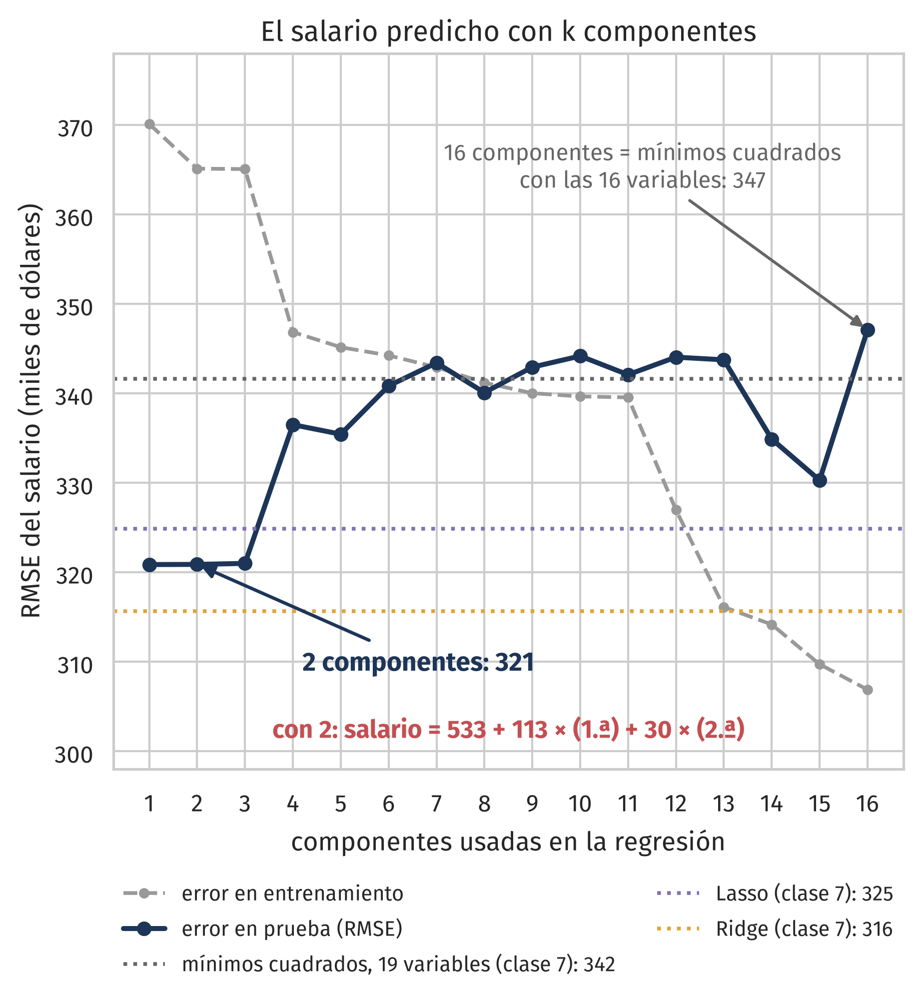 El salario predicho con k componentes
RMSE del salario (miles de dólares)
370
360
350
340
330
320
310
300
16 componentes = mínimos cuadrados
con las 16 variables: 347
2 componentes: 321
con 2: salario = 533 + 113 × (1.ª) + 30 × (2.ª)
1 2 3 4 5 6 7 8 9 10 11 12 13 14 15 16
componentes usadas en la regresión
error en entrenamiento
error en prueba (RMSE)
mínimos cuadrados, 19 variables (clase 7): 342
Lasso (clase 7): 325
Ridge (clase 7): 316